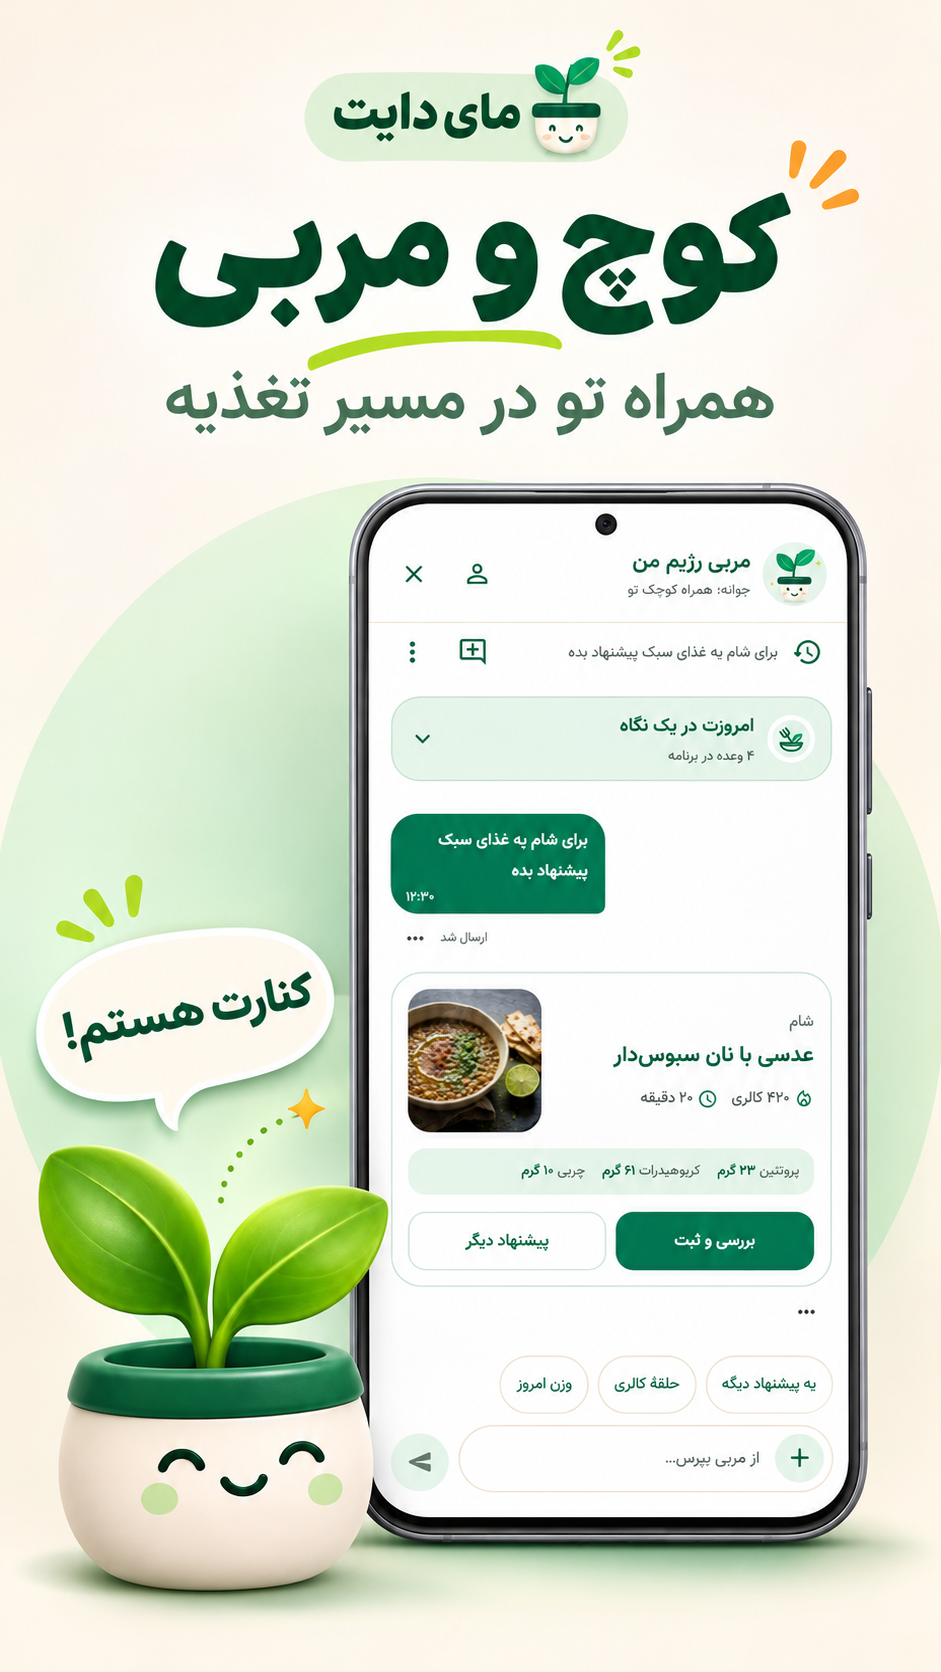 مای دایت
کوچ و مربی
همراه تو در مسیر تغذیه
مربی رژیم من
جوانه: همراه کوچک تو
برای شام یه غذای سبک پیشنهاد بده
امروزت در یک نگاه
۴ وعده در برنامه
برای شام یه غذای سبک
پیشنهاد بده
۱۲:۳۰
ارسال شد
کنارت هستم!
شام
عدسی با نان سبوس‌دار
۴۲۰ کالری ۲۰ دقیقه
پروتئین ۲۳ گرم کربوهیدرات ۶۱ گرم چربی ۱۰ گرم
بررسی و ثبت پیشنهاد دیگر
یه پیشنهاد دیگه حلقهٔ کالری وزن امروز
از مربی بپرس...